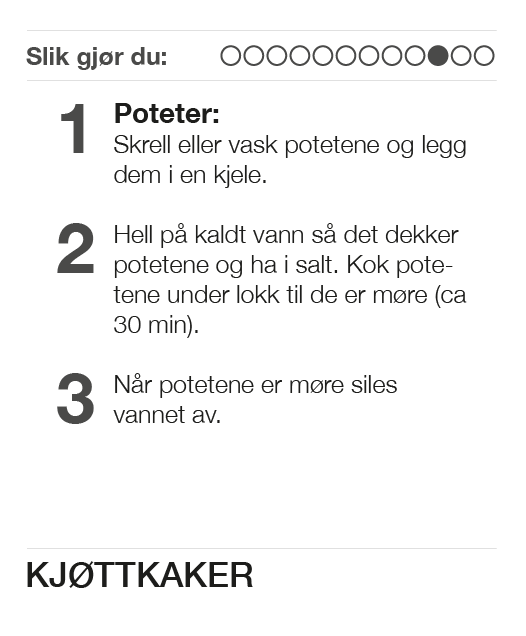 Slik gjør du:
1 Poteter:
Skrell eller vask potetene og legg
dem i en kjele.
2 Hell på kaldt vann så det dekker
potetene og ha i salt. Kok pote-
tene under lokk til de er møre (ca
30 min).
3 Når potetene er møre siles
vannet av.
KJØTTKAKER